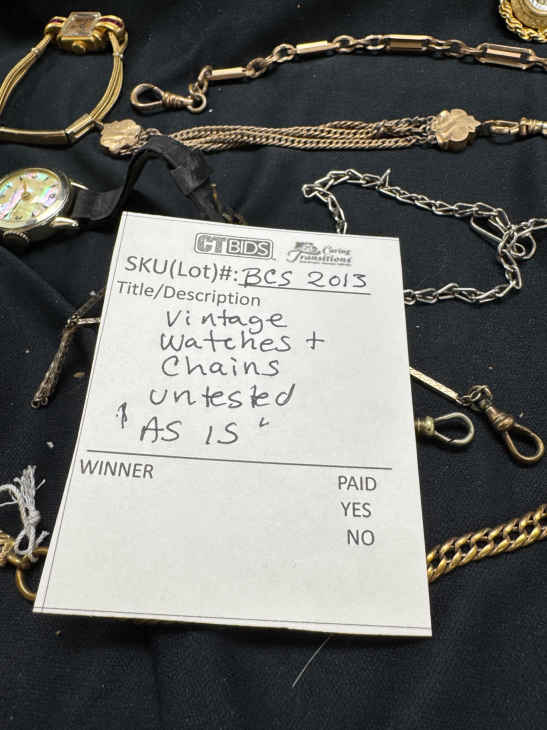 CTBIDS
Caring
Transitions
SKU(Lot)#: BCS 2013
Title/Description
Vintage
Watches +
Chains
untested
"AS IS"
WINNER
PAID
YES
NO